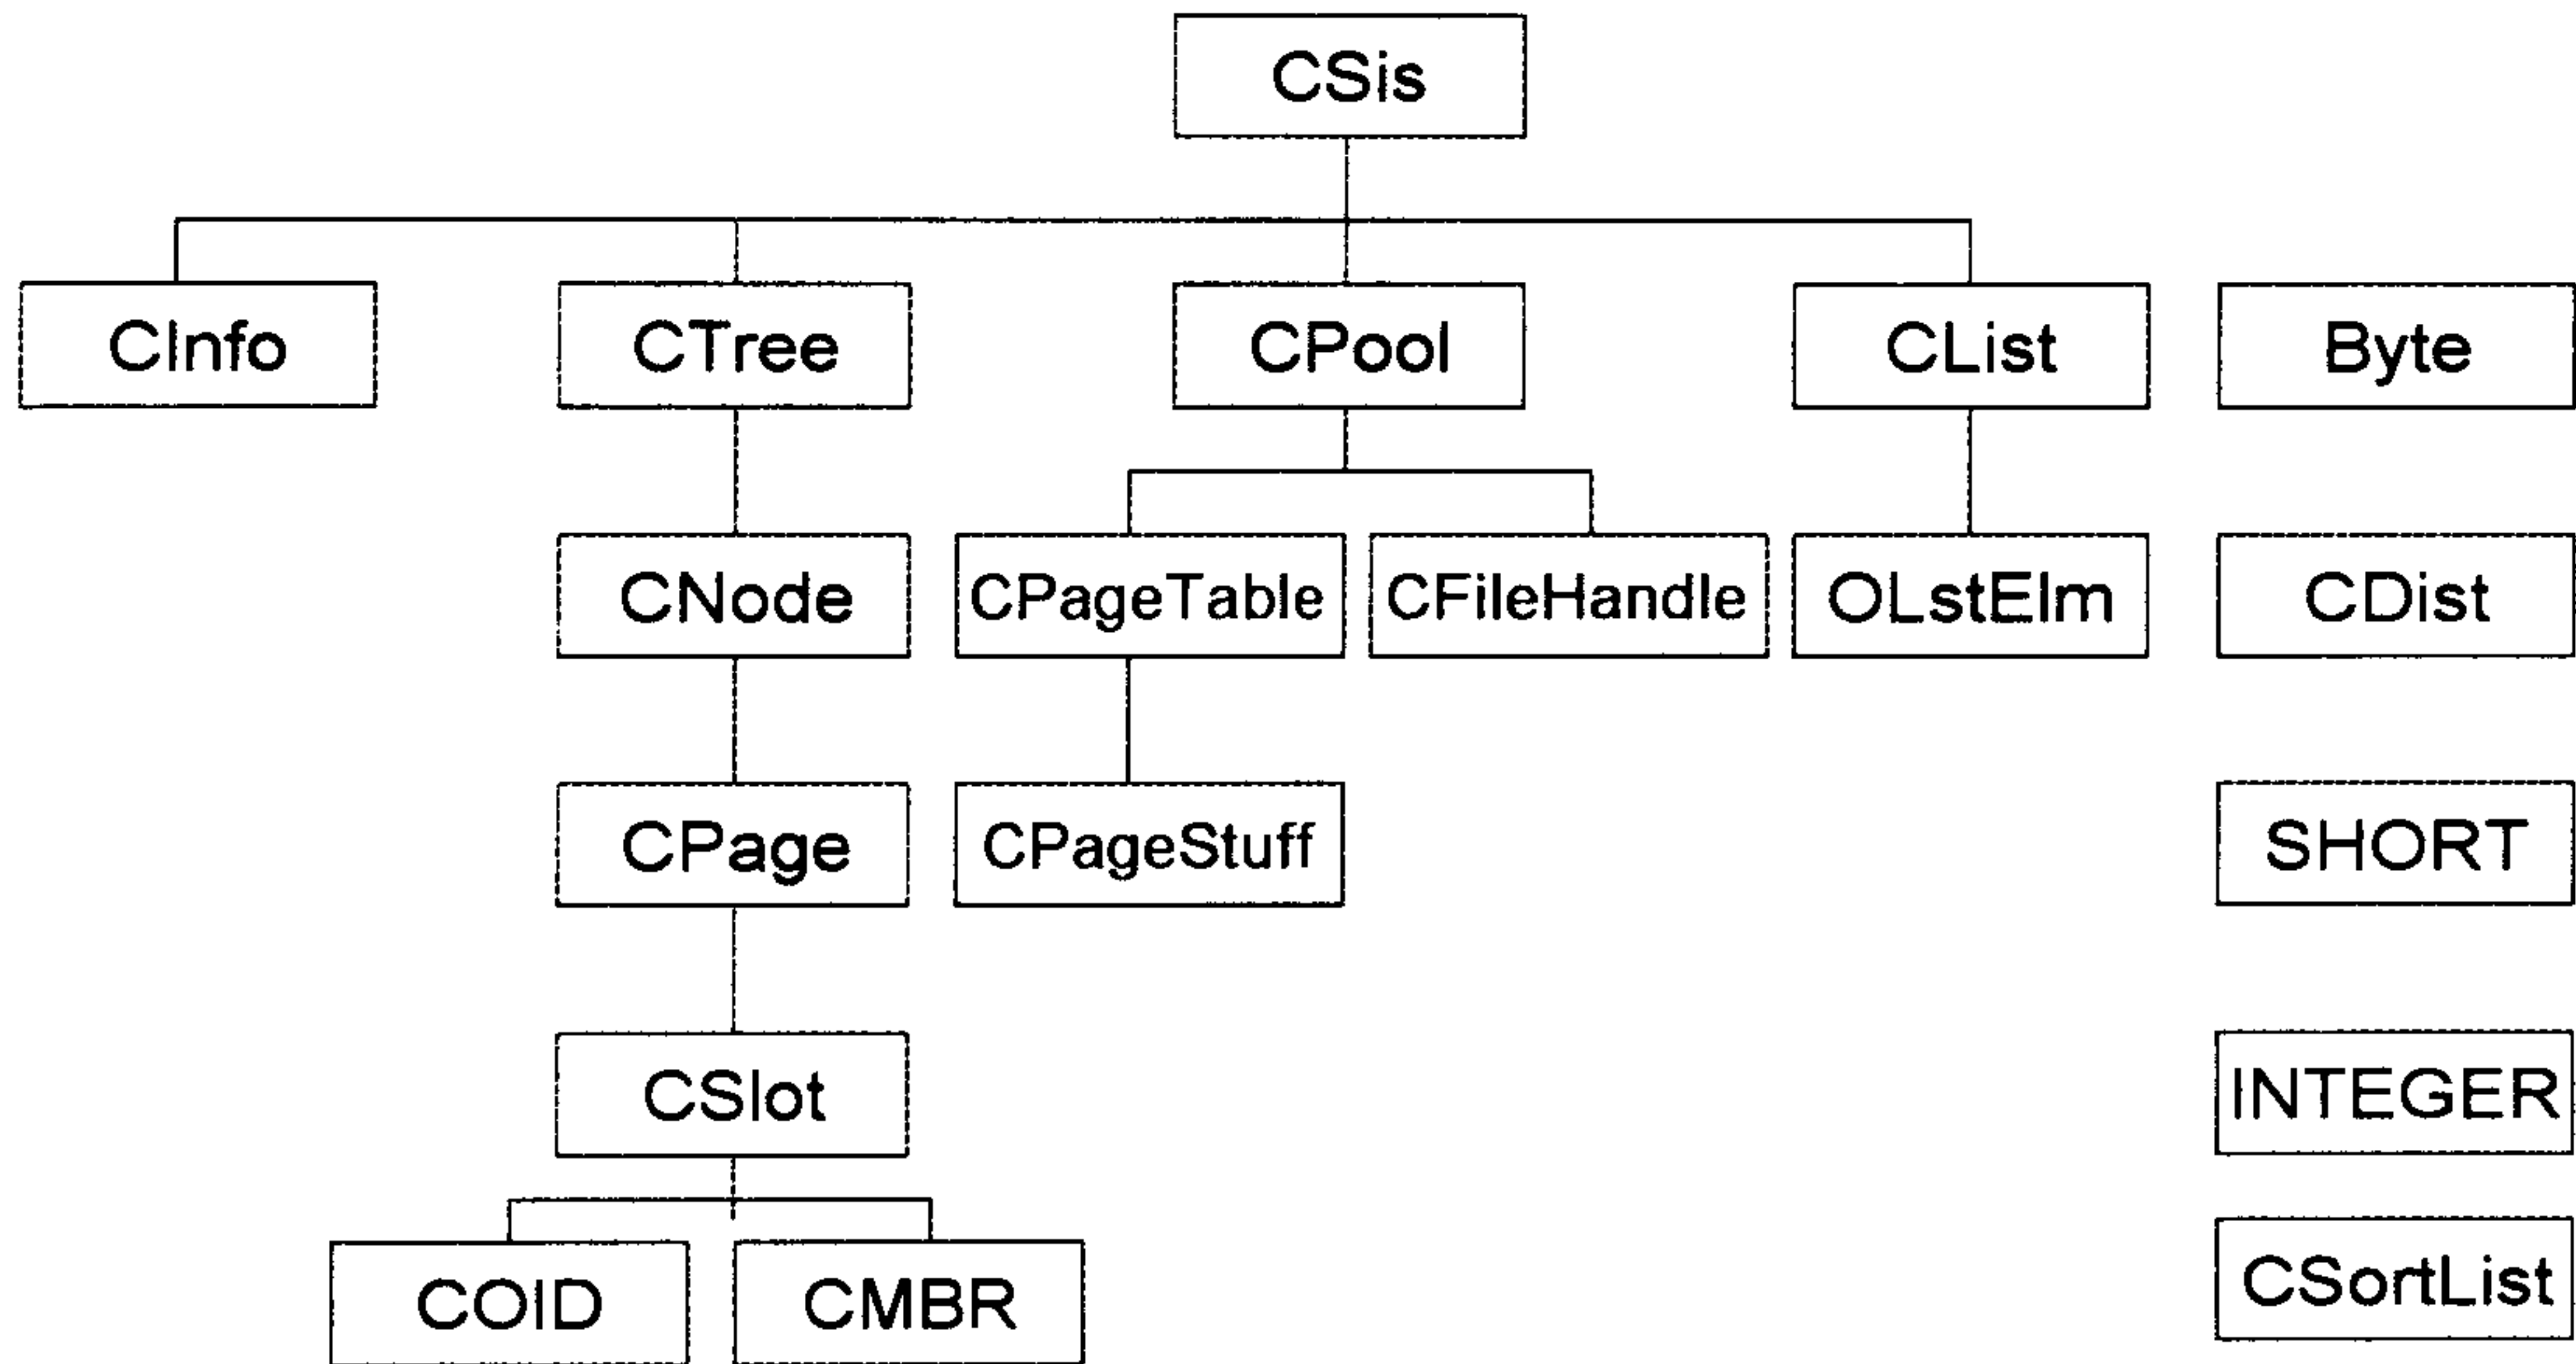 CSis
CInfo
CTree
CPool
CList
Byte
CNode
CPageTable
CFileHandle
OLstElm
CDist
CPage
CPageStuff
SHORT
CSlot
INTEGER
COID
CMBR
CSortList